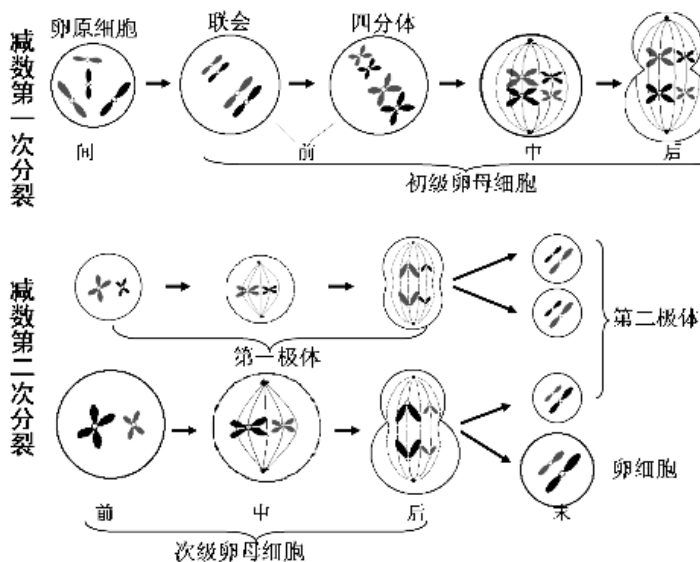 减数第一次分裂
卵原细胞
联会
四分体
间
前
中
后
初级卵母细胞
减数第二次分裂
第一极体
第二极体
卵细胞
前
中
后
末
次级卵母细胞